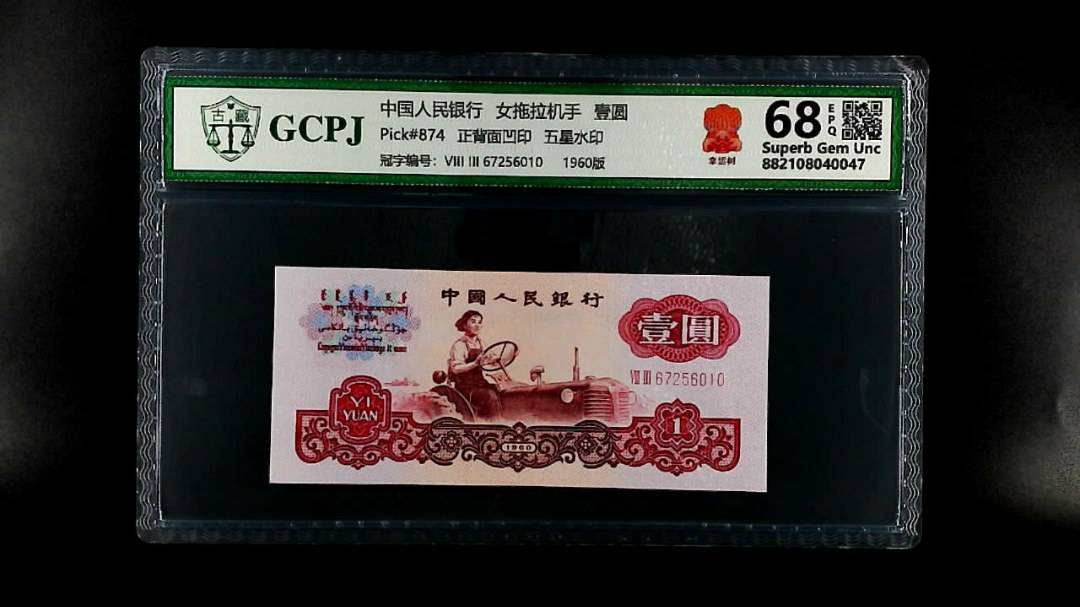 古藏
GCPJ
中国人民银行 女拖拉机手 壹圆
Pick#874 正背面凹印 五星水印
冠字编号: VIII III 67256010 1960版
68 EPQ
Superb Gem Unc
882108040047
中國人民銀行
壹圓
VIII III 67256010
YI
YUAN
1960
1